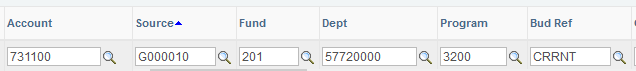 Account Source Fund Dept Program Bud Ref
731100 G000010 201 57720000 3200 CRRNT